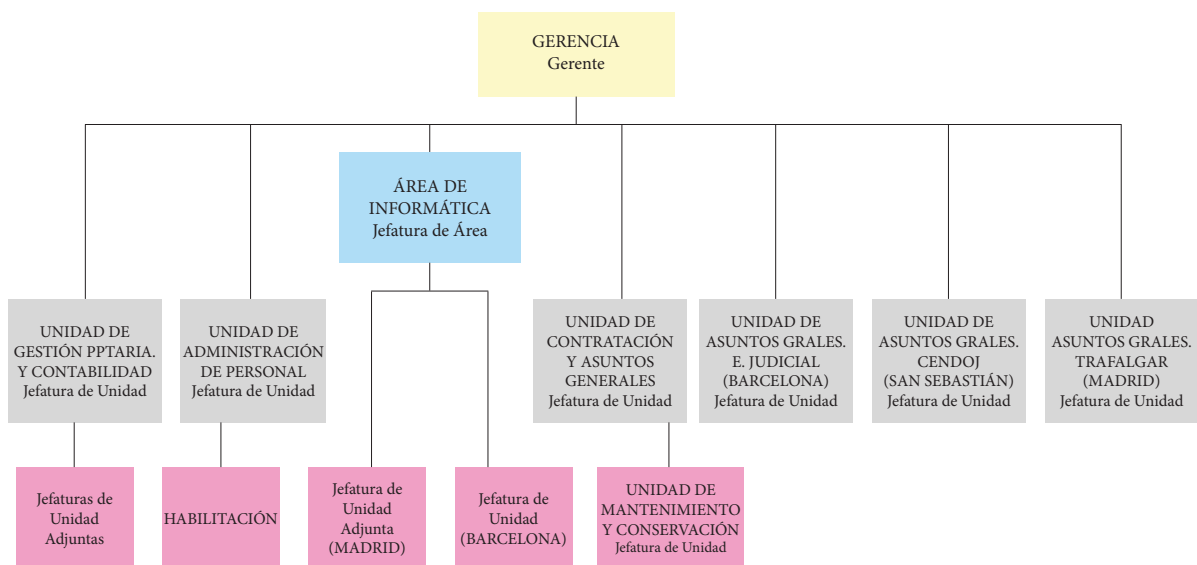 GERENCIA
Gerente
ÁREA DE
INFORMÁTICA
Jefatura de Área
UNIDAD DE
GESTIÓN PPTARIA.
Y CONTABILIDAD
Jefatura de Unidad
UNIDAD DE
ADMINISTRACIÓN
DE PERSONAL
Jefatura de Unidad
UNIDAD DE
CONTRATACIÓN
Y ASUNTOS
GENERALES
Jefatura de Unidad
UNIDAD DE
ASUNTOS GRALES.
E. JUDICIAL
(BARCELONA)
Jefatura de Unidad
UNIDAD DE
ASUNTOS GRALES.
CENDOJ
(SAN SEBASTIÁN)
Jefatura de Unidad
UNIDAD
ASUNTOS GRALES.
TRAFALGAR
(MADRID)
Jefatura de Unidad
Jefaturas de
Unidad
Adjuntas
HABILITACIÓN
Jefatura de
Unidad
Adjunta
(MADRID)
Jefatura de
Unidad
(BARCELONA)
UNIDAD DE
MANTENIMIENTO
Y CONSERVACIÓN
Jefatura de Unidad